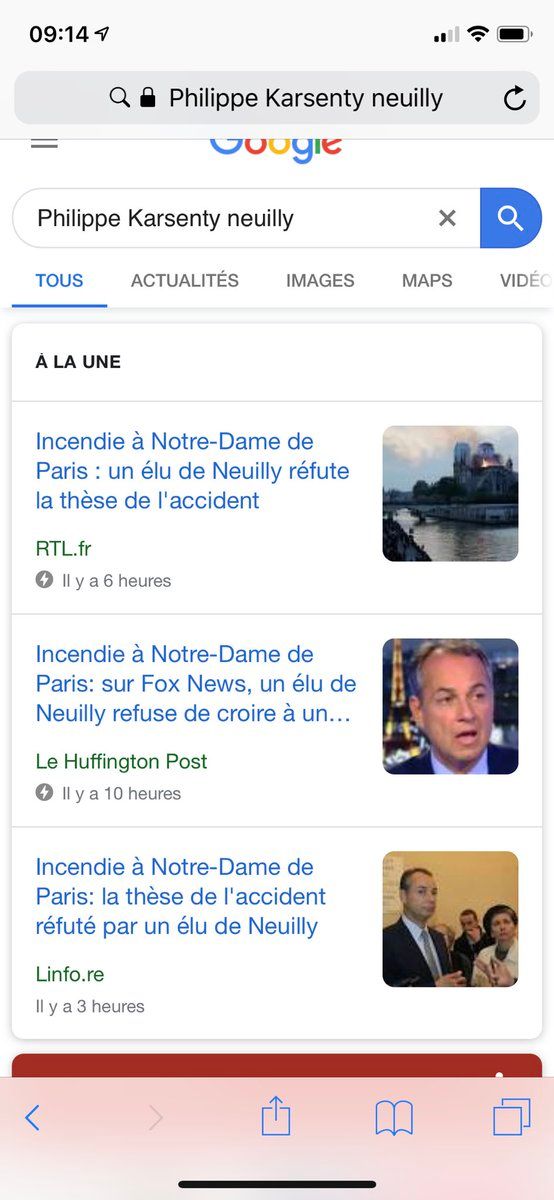 09:14
Philippe Karsenty neuilly
Google
Philippe Karsenty neuilly
TOUS ACTUALITÉS IMAGES MAPS VIDÉO
À LA UNE
Incendie à Notre-Dame de
Paris : un élu de Neuilly réfute
la thèse de l'accident
RTL.fr
Il y a 6 heures
Incendie à Notre-Dame de
Paris: sur Fox News, un élu de
Neuilly refuse de croire à un…
Le Huffington Post
Il y a 10 heures
Incendie à Notre-Dame de
Paris: la thèse de l'accident
réfuté par un élu de Neuilly
Linfo.re
Il y a 3 heures